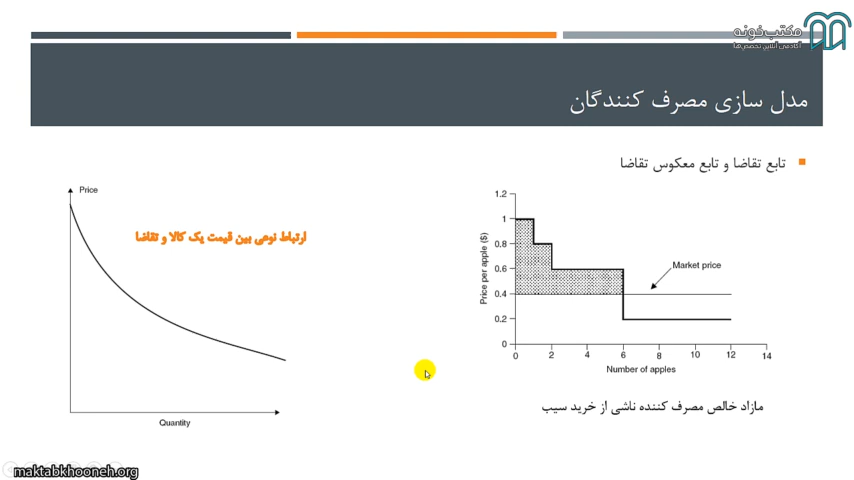 مکتب‌خونه
آکادمی آنلاین تخصص‌ها
مدل سازی مصرف کنندگان
تابع تقاضا و تابع معکوس تقاضا
Price
ارتباط نوعی بین قیمت یک کالا و تقاضا
Quantity
1.2
1
0.8
0.6
0.4
0.2
0
Price per apple ($)
Market price
0 2 4 6 8 10 12 14
Number of apples
مازاد خالص مصرف کننده ناشی از خرید سیب
maktabkhooneh.org